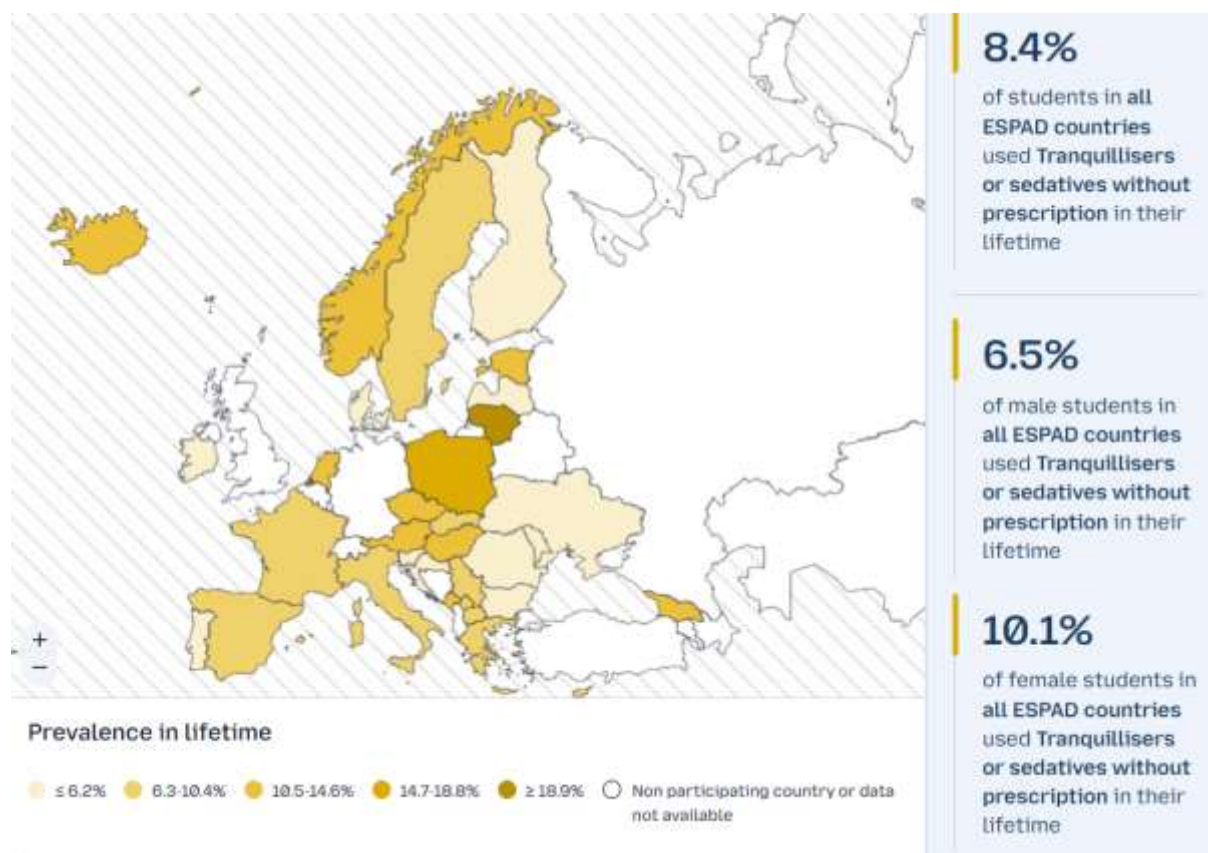 8.4%
of students in all
ESPAD countries
used Tranquillisers
or sedatives without
prescription in their
lifetime
6.5%
of male students in
all ESPAD countries
used Tranquillisers
or sedatives without
prescription in their
lifetime
10.1%
of female students in
all ESPAD countries
used Tranquillisers
or sedatives without
prescription in their
lifetime
+
−
Prevalence in lifetime
≤ 6.2%
6.3-10.4%
10.5-14.6%
14.7-18.8%
≥ 18.9%
Non participating country or data
not available